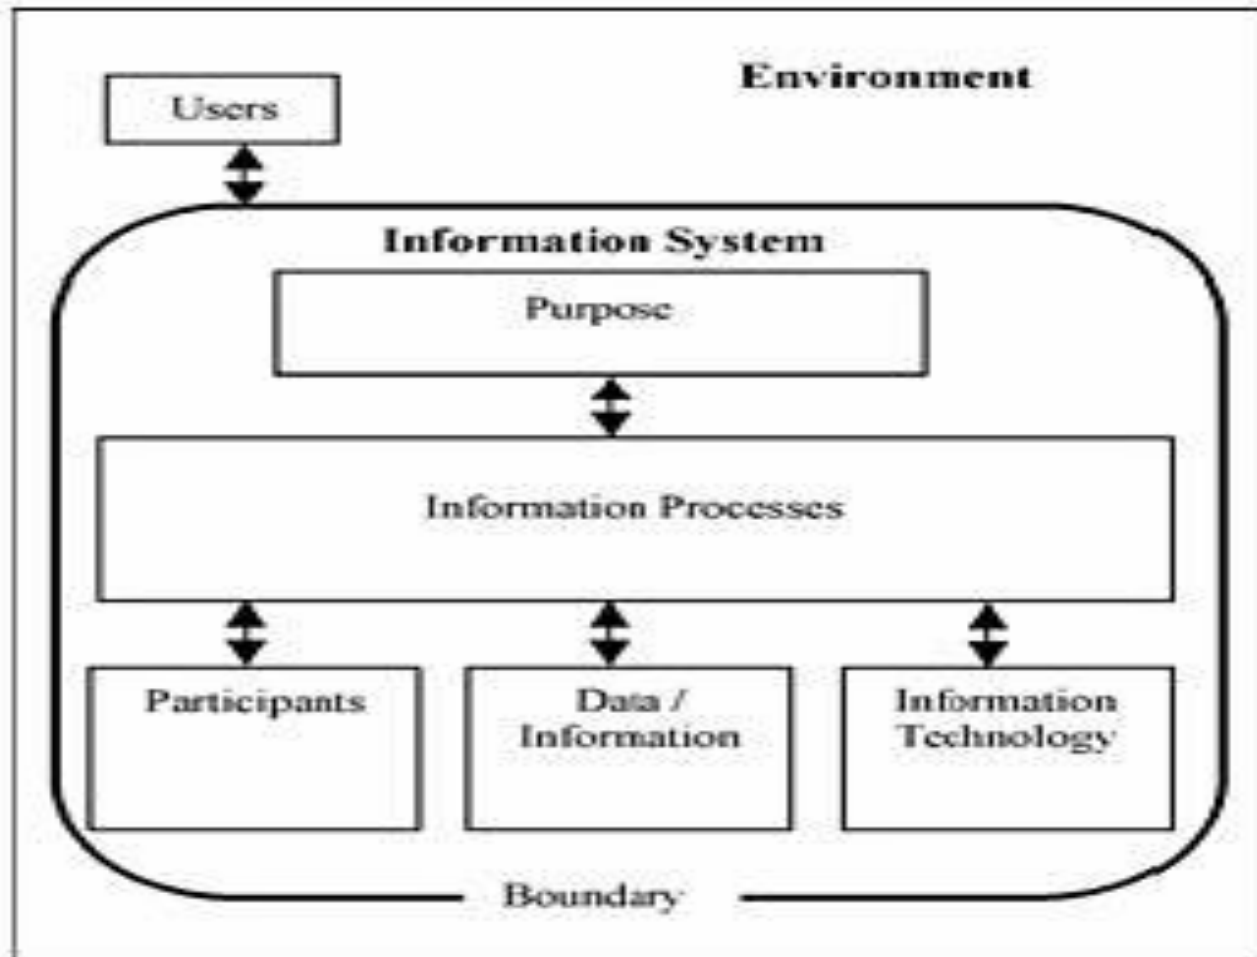 Environment
Users
Information System
Purpose
Information Processes
Participants
Data /
Information
Information
Technology
Boundary